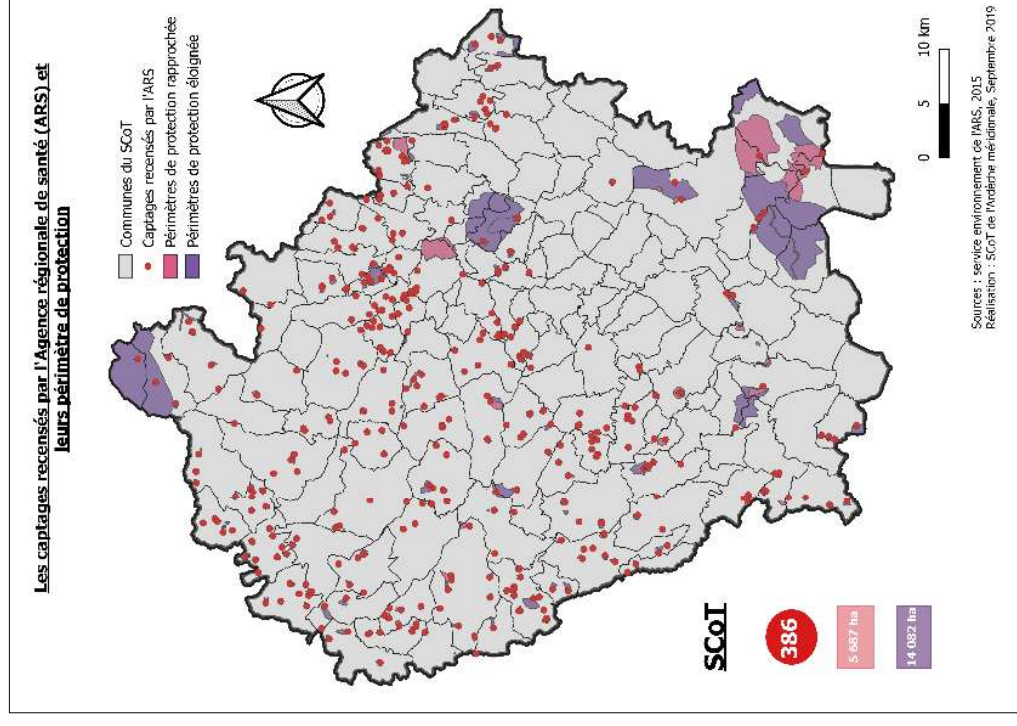 Les captages recensés par l'Agence régionale de santé (ARS) et
leurs périmètre de protection
Communes du SCoT
Captages recensés par l'ARS
Périmètres de protection rapprochée
Périmètres de protection éloignée
SCoT
386
5 687 ha
14 082 ha
0 5 10 km
Sources : service environnement de l'ARS, 2015
Réalisation : SCoT de l'Ardèche méridionale, Septembre 2019